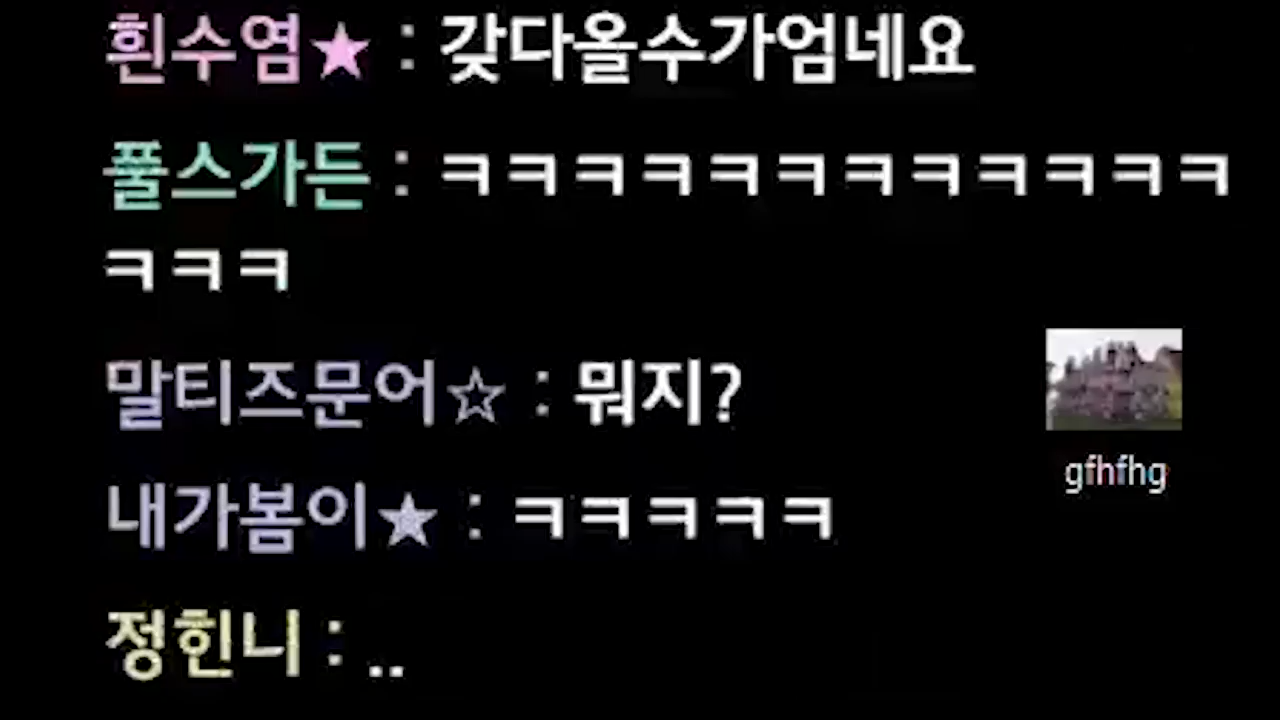 흰수염★ : 갖다올수가엄네요
풀스가든 : ㅋㅋㅋㅋㅋㅋㅋㅋㅋㅋㅋㅋ
ㅋㅋㅋ
말티즈문어☆ : 뭐지?
gfhfhg
내가봄이★ : ㅋㅋㅋㅋㅋ
정힌니 : ..